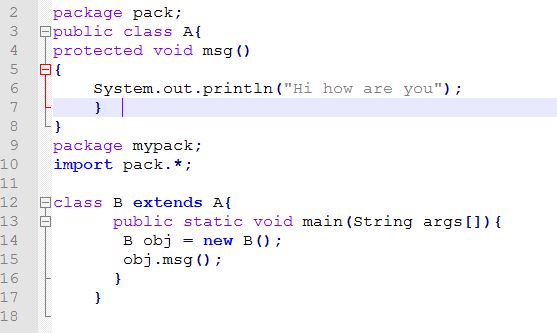 2 package pack;
3 public class A{
4 protected void msg()
5 {
6 System.out.println("Hi how are you");
7 }
8 }
9 package mypack;
10 import pack.*;
11
12 class B extends A{
13 public static void main(String args[]){
14 B obj = new B();
15 obj.msg();
16 }
17 }
18